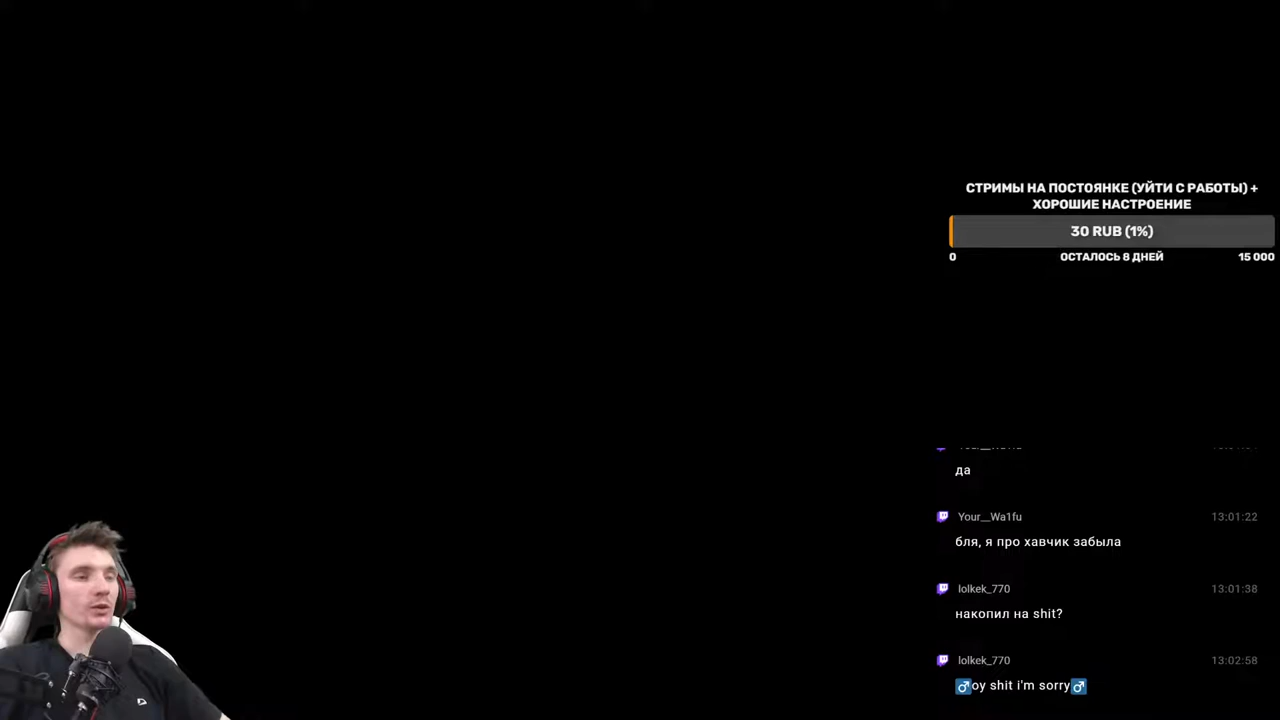 СТРИМЫ НА ПОСТОЯНКЕ (УЙТИ С РАБОТЫ) +
ХОРОШИЕ НАСТРОЕНИЕ
30 RUB (1%)
0 ОСТАЛОСЬ 8 ДНЕЙ 15 000
да
Your__Wa1fu 13:01:22
бля, я про хавчик забыла
lolkek_770 13:01:38
накопил на shit?
lolkek_770 13:02:58
♂oy shit i'm sorry♂